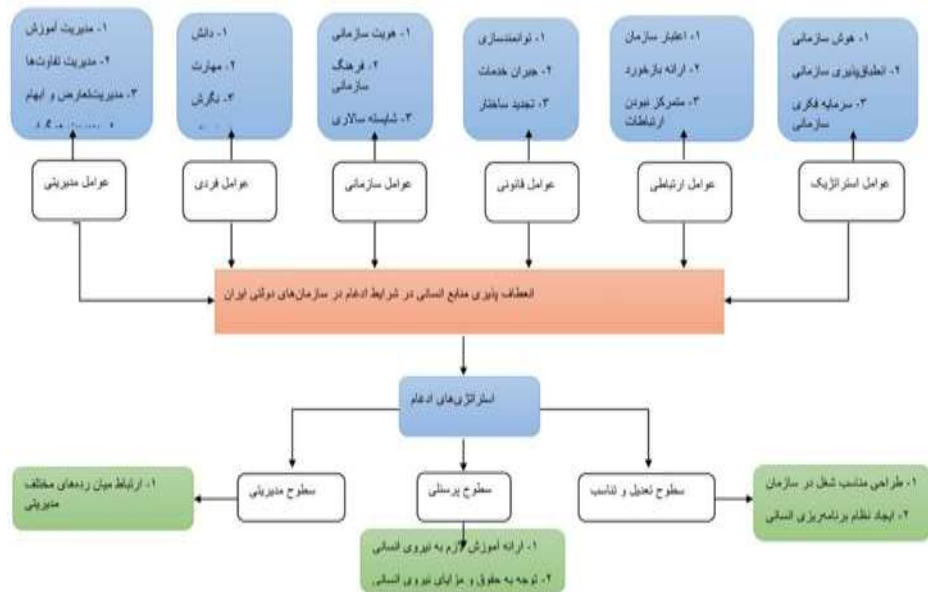 ۱- خوش سازمانی
۲- انطباق‌پذیری سازمانی
۳- سرمایه فکری
سازمانی
۱- اعتبار سازمان
۲- ارائه بازخورد
۳- متمرکز نبودن
ارتباطات
۱- توانمندسازی
۲- جبران خدمات
۳- تجدید ساختار
۱- هویت سازمانی
۲- فرهنگ
سازمانی
۳- شایسته سالاری
۱- دانش
۲- مهارت
۳- نگرش
۱- مدیریت آموزش
۲- مدیریت تفاوت‌ها
۳- مدیریت‌تعارض و ابهام
عوامل استراتژیک
عوامل ارتباطی
عوامل قانونی
عوامل سازمانی
عوامل فردی
عوامل مدیریتی
انعطاف پذیری منابع انسانی در شرایط ادغام در سازمان‌های دولتی ایران
استراتژی‌های ادغام
سطوح تعدیل و تناسب
سطوح پرسنلی
سطوح مدیریتی
۱- طراحی مناسب شغل در سازمان
۲- ایجاد نظام برنامه‌ریزی انسانی
۱- ارتباط میان رده‌های مختلف
مدیریتی
۱- ارائه آموزش لازم به نیروی انسانی
۲- توجه به حقوق و مزایای نیروی انسانی